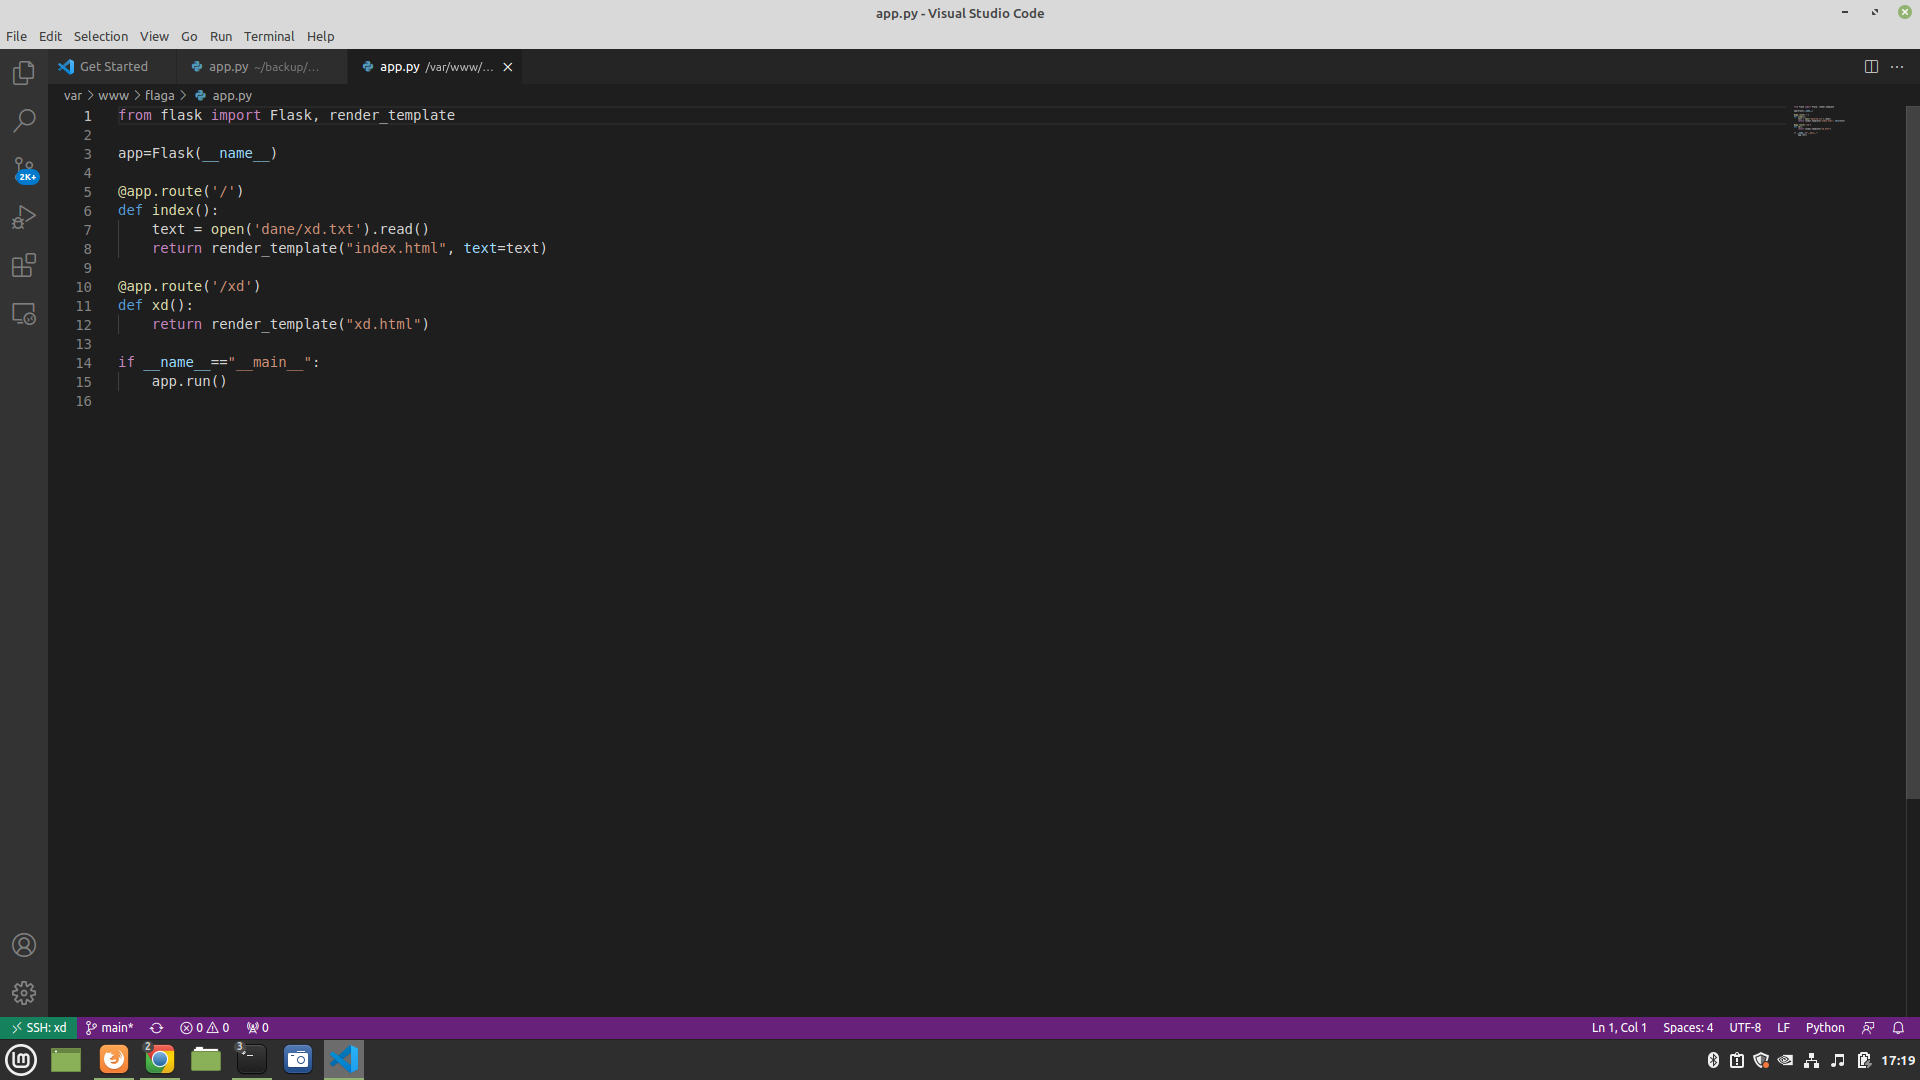 app.py - Visual Studio Code
File Edit Selection View Go Run Terminal Help
Get Started app.py ~/backup/... app.py /var/www/...
var > www > flaga > app.py
1 from flask import Flask, render_template
2
3 app=Flask(__name__)
4
5 @app.route('/')
6 def index():
7     text = open('dane/xd.txt').read()
8     return render_template("index.html", text=text)
9
10 @app.route('/xd')
11 def xd():
12     return render_template("xd.html")
13
14 if __name__=="__main__":
15     app.run()
16
2K+
SSH: xd main* 0 0 0 Ln 1, Col 1 Spaces: 4 UTF-8 LF Python
2 3 17:19